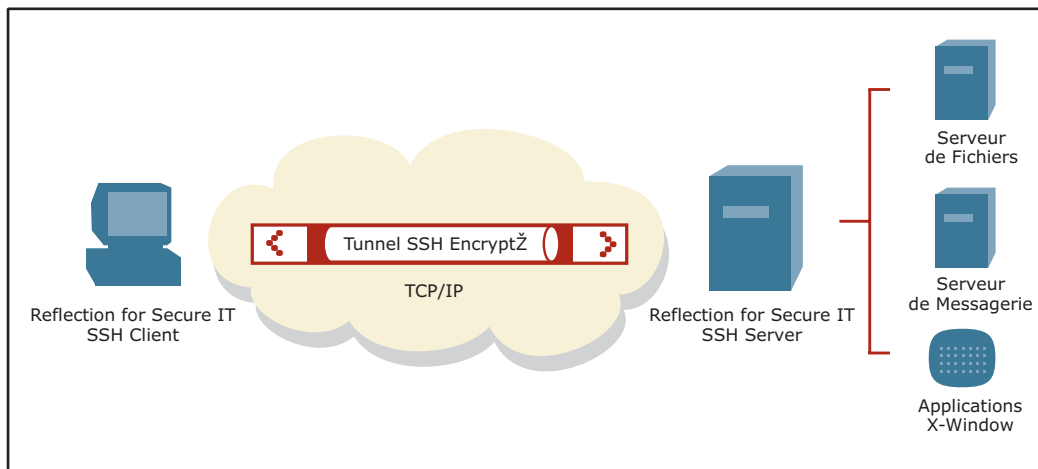 Serveur
de Fichiers
Tunnel SSH EncryptŽ
TCP/IP
Serveur
de Messagerie
Reflection for Secure IT
SSH Client
Reflection for Secure IT
SSH Server
Applications
X-Window